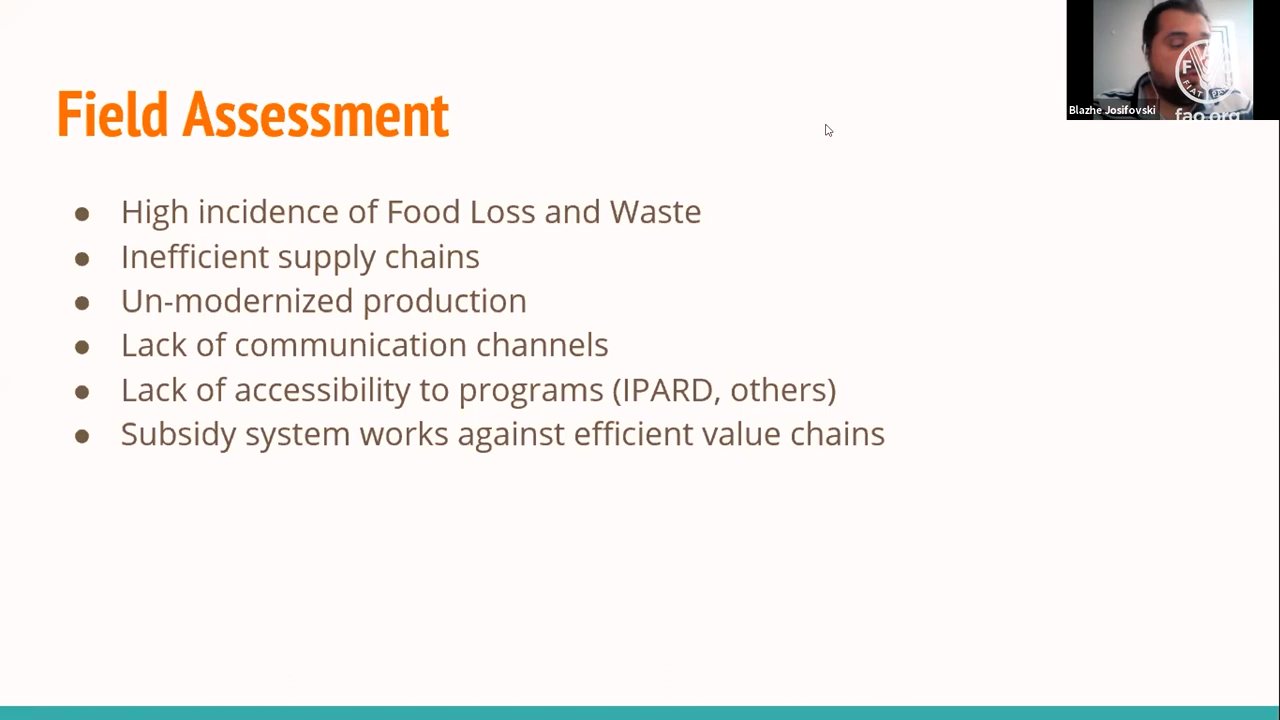 Field Assessment
● High incidence of Food Loss and Waste
● Inefficient supply chains
● Un-modernized production
● Lack of communication channels
● Lack of accessibility to programs (IPARD, others)
● Subsidy system works against efficient value chains
Blazhe Josifovski
FIAT
fao.org